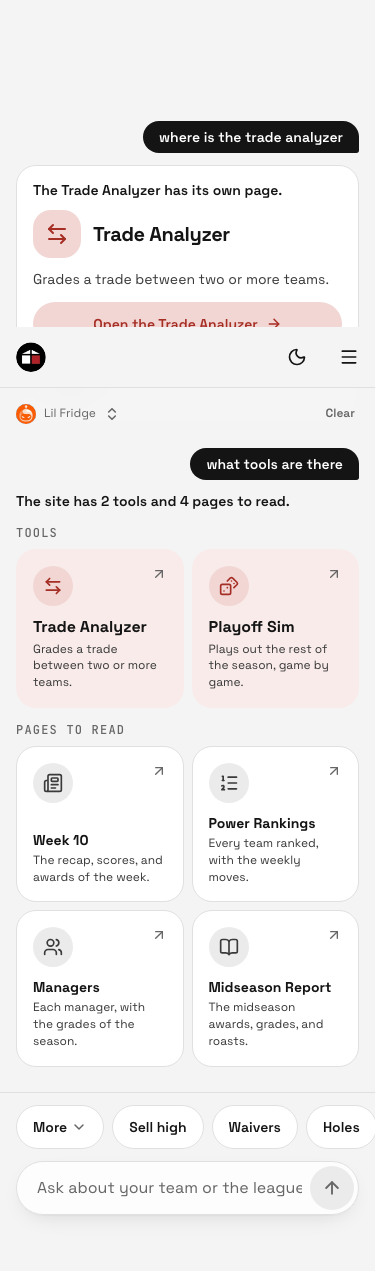 where is the trade analyzer
The Trade Analyzer has its own page.
Trade Analyzer
Grades a trade between two or more teams.
Open the Trade Analyzer
Lil Fridge
Clear
what tools are there
The site has 2 tools and 4 pages to read.
TOOLS
Trade Analyzer
Grades a trade
between two or more
teams.
Playoff Sim
Plays out the rest of
the season, game by
game.
PAGES TO READ
Week 10
The recap, scores, and
awards of the week.
Power Rankings
Every team ranked,
with the weekly
moves.
Managers
Each manager, with
the grades of the
season.
Midseason Report
The midseason
awards, grades, and
roasts.
More
Sell high
Waivers
Holes
Ask about your team or the league